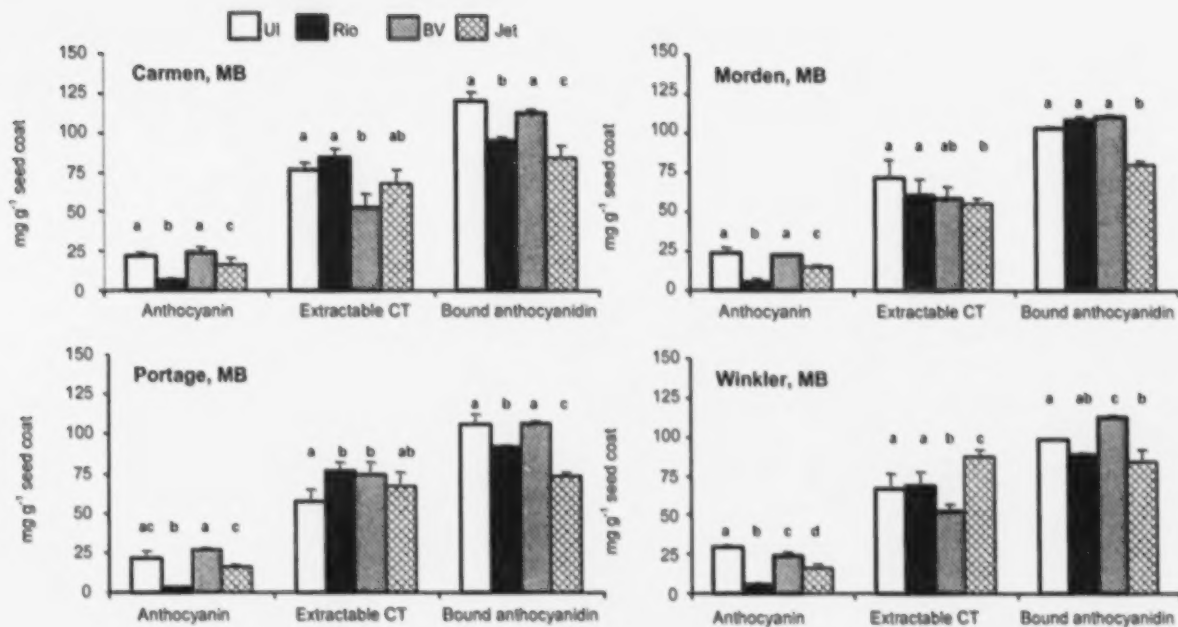 UI Rio BV Jet
Carmen, MB
mg g⁻¹ seed coat
150
125
100
75
50
25
0
a b a c
a a b ab
a b a c
Anthocyanin Extractable CT Bound anthocyanidin
Morden, MB
mg g⁻¹ seed coat
150
125
100
75
50
25
0
a b a c
a a ab b
a a a b
Anthocyanin Extractable CT Bound anthocyanidin
Portage, MB
mg g⁻¹ seed coat
150
125
100
75
50
25
0
ac b a c
a b b ab
a b a c
Anthocyanin Extractable CT Bound anthocyanidin
Winkler, MB
mg g⁻¹ seed coat
150
125
100
75
50
25
0
a b c d
a a b c
a ab c b
Anthocyanin Extractable CT Bound anthocyanidin